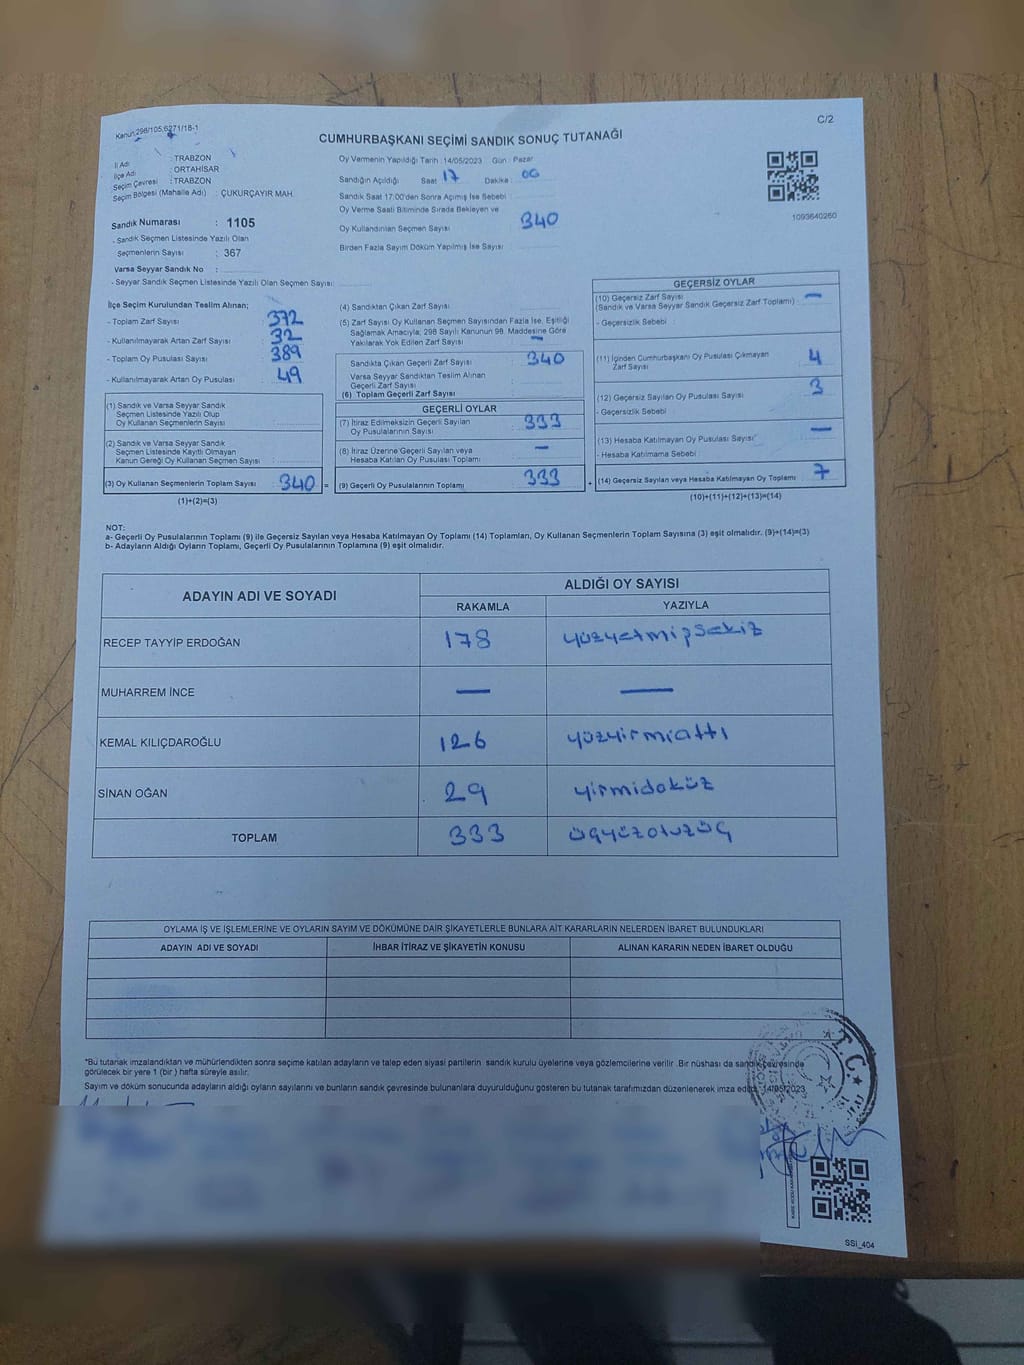 Kanun 298/105,6271/18-1
C/2
CUMHURBAŞKANI SEÇİMİ SANDIK SONUÇ TUTANAĞI
İl Adı : TRABZON
İlçe Adı : ORTAHİSAR
Seçim Çevresi : TRABZON
Seçim Bölgesi (Mahalle Adı) : ÇUKURÇAYIR MAH.
Sandık Numarası : 1105
- Sandık Seçmen Listesinde Yazılı Olan
Seçmenlerin Sayısı : 367
Varsa Seyyar Sandık No :
- Seyyar Sandık Seçmen Listesinde Yazılı Olan Seçmen Sayısı:
Oy Vermenin Yapıldığı Tarih : 14/05/2023 Gün : Pazar
Sandığın Açıldığı Saat 17 Dakika : 00
Sandık Saat 17:00'den Sonra Açımış İse Sebebi
Oy Verme Saati Bitiminde Sırada Bekleyen ve
Oy Kullandırılan Seçmen Sayısı 340
Birden Fazla Sayım Döküm Yapılmış İse Sayısı
1093640260
İlçe Seçim Kurulundan Teslim Alınan;
- Toplam Zarf Sayısı : 372
- Kullanılmayarak Artan Zarf Sayısı : 32
- Toplam Oy Pusulası Sayısı : 389
- Kullanılmayarak Artan Oy Pusulası : 49
(1) Sandık ve Varsa Seyyar Sandık
Seçmen Listesinde Yazılı Olup
Oy Kullanan Seçmenlerin Sayısı
(2) Sandık ve Varsa Seyyar Sandık
Seçmen Listesinde Kayıtlı Olmayan
Kanun Gereği Oy Kullanan Seçmen Sayısı
(3) Oy Kullanan Seçmenlerin Toplam Sayısı : 340 =
(1)+(2)=(3)
(4) Sandıktan Çıkan Zarf Sayısı
(5) Zarf Sayısı Oy Kullanan Seçmen Sayısından Fazla İse, Eşitliği
Sağlamak Amacıyla; 298 Sayılı Kanunun 98. Maddesine Göre
Yakılarak Yok Edilen Zarf Sayısı : —
Sandıkta Çıkan Geçerli Zarf Sayısı : 340
Varsa Seyyar Sandıktan Teslim Alınan
Geçerli Zarf Sayısı
(6) Toplam Geçerli Zarf Sayısı
GEÇERLİ OYLAR
(7) İtiraz Edilmeksizin Geçerli Sayılan
Oy Pusulalarının Sayısı : 333
(8) İtiraz Üzerine Geçerli Sayılan veya
Hesaba Katılan Oy Pusulası Toplamı : —
(9) Geçerli Oy Pusulalarının Toplamı : 333 +
GEÇERSİZ OYLAR
(10) Geçersiz Zarf Sayısı
(Sandık ve Varsa Seyyar Sandık Geçersiz Zarf Toplamı) : —
- Geçersizlik Sebebi
(11) İçinden Cumhurbaşkanı Oy Pusulası Çıkmayan
Zarf Sayısı : 4
(12) Geçersiz Sayılan Oy Pusulası Sayısı : 3
- Geçersizlik Sebebi
(13) Hesaba Katılmayan Oy Pusulası Sayısı : —
- Hesaba Katılmama Sebebi
(14) Geçersiz Sayılan veya Hesaba Katılmayan Oy Toplamı : 7
(10)+(11)+(12)+(13)=(14)
NOT:
a- Geçerli Oy Pusulalarının Toplamı (9) ile Geçersiz Sayılan veya Hesaba Katılmayan Oy Toplamı (14) Toplamları, Oy Kullanan Seçmenlerin Toplam Sayısına (3) eşit olmalıdır. (9)+(14)=(3)
b- Adayların Aldığı Oyların Toplamı, Geçerli Oy Pusulalarının Toplamına (9) eşit olmalıdır.
ADAYIN ADI VE SOYADI ALDIĞI OY SAYISI
RAKAMLA YAZIYLA
RECEP TAYYİP ERDOĞAN 178 yüzyetmişsekiz
MUHARREM İNCE — —
KEMAL KILIÇDAROĞLU 126 yüzyirmialtı
SİNAN OĞAN 29 yirmidoküz
TOPLAM 333 üçyüzotuzüç
OYLAMA İŞ VE İŞLEMLERİNE VE OYLARIN SAYIM VE DÖKÜMÜNE DAİR ŞİKAYETLERLE BUNLARA AİT KARARLARIN NELERDEN İBARET BULUNDUKLARI
ADAYIN ADI VE SOYADI İHBAR İTİRAZ VE ŞİKAYETİN KONUSU ALINAN KARARIN NEDEN İBARET OLDUĞU
*Bu tutanak imzalandıktan ve mühürlendikten sonra seçime katılan adayların ve talep eden siyasi partilerin sandık kurulu üyelerine veya gözlemcilerine verilir. Bir nüshası da sandık çevresinde
görülecek bir yere 1 (bir) hafta süreyle asılır.
Sayım ve döküm sonucunda adayların aldığı oyların sayılarını ve bunların sandık çevresinde bulunanlara duyurulduğunu gösteren bu tutanak tarafımızdan düzenlenerek imza edildi. 14/05/2023
T.C.
SSİ_404